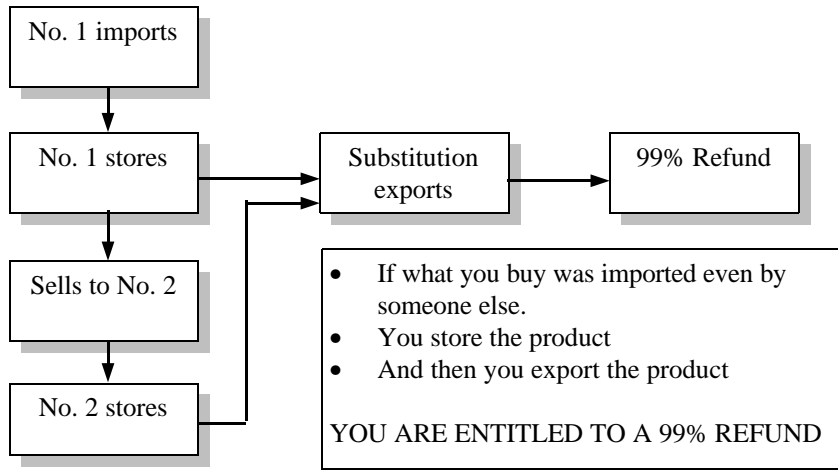 No. 1 imports
No. 1 stores
Substitution
exports
99% Refund
Sells to No. 2
No. 2 stores
• If what you buy was imported even by
someone else.
• You store the product
• And then you export the product
YOU ARE ENTITLED TO A 99% REFUND